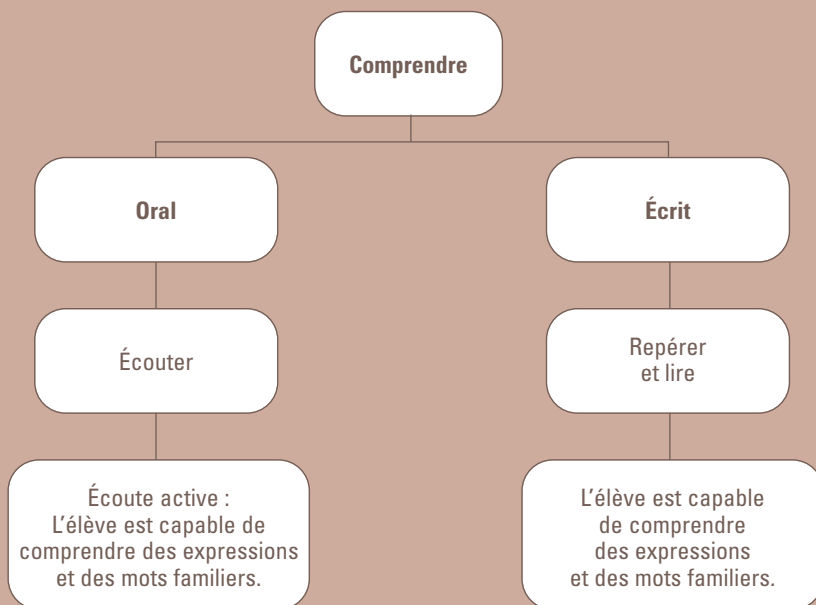 Comprendre
Oral
Écrit
Écouter
Repérer
et lire
Écoute active :
L'élève est capable de
comprendre des expressions
et des mots familiers.
L'élève est capable
de comprendre
des expressions
et des mots familiers.